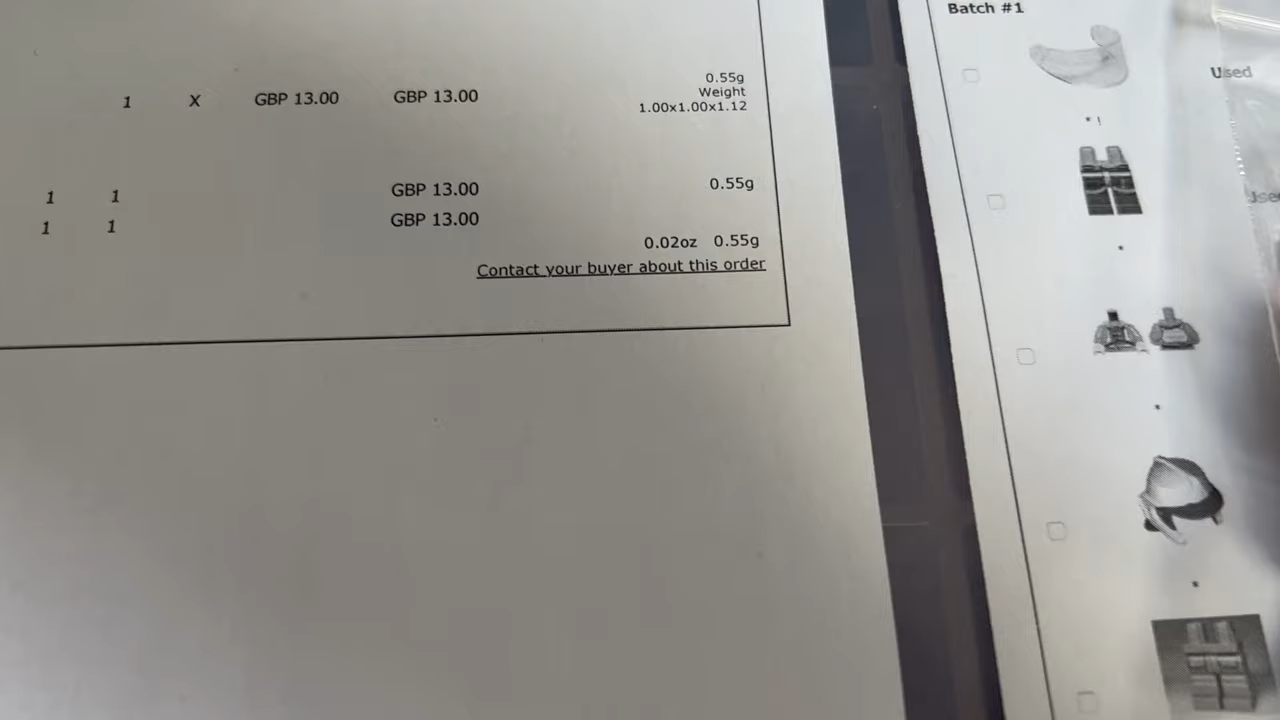 1 X GBP 13.00 GBP 13.00 0.55g
Weight
1.00x1.00x1.12
1 1 GBP 13.00 0.55g
1 1 GBP 13.00
0.02oz 0.55g
Contact your buyer about this order
Batch #1
Used
* !
*
*
*